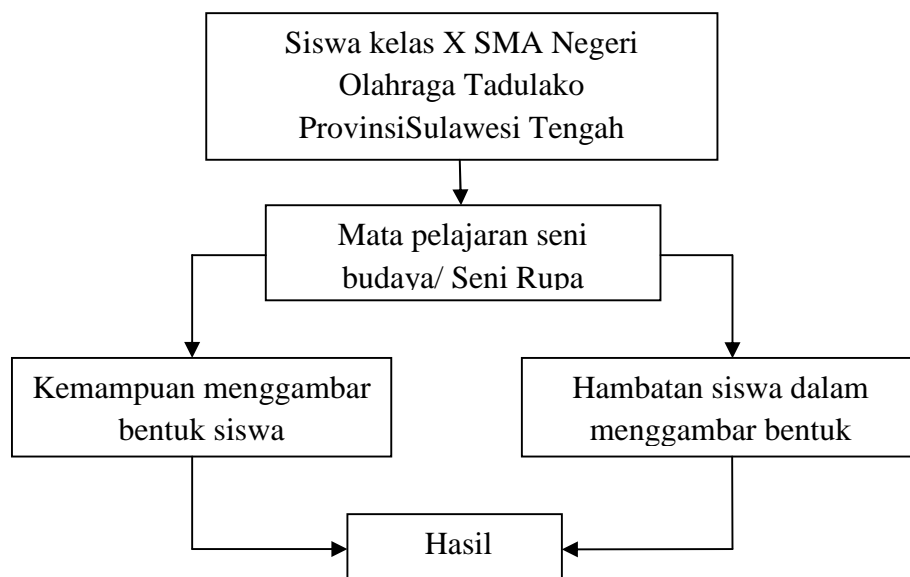 Siswa kelas X SMA Negeri
Olahraga Tadulako
ProvinsiSulawesi Tengah
Mata pelajaran seni
budaya/ Seni Rupa
Kemampuan menggambar
bentuk siswa
Hambatan siswa dalam
menggambar bentuk
Hasil